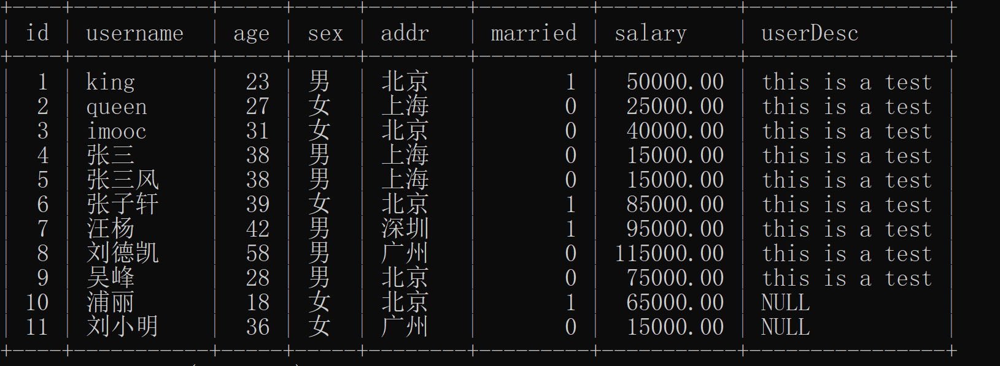 | id | username | age | sex | addr | married | salary | userDesc |
| 1 | king | 23 | 男 | 北京 | 1 | 50000.00 | this is a test |
| 2 | queen | 27 | 女 | 上海 | 0 | 25000.00 | this is a test |
| 3 | imooc | 31 | 女 | 北京 | 0 | 40000.00 | this is a test |
| 4 | 张三 | 38 | 男 | 上海 | 0 | 15000.00 | this is a test |
| 5 | 张三风 | 38 | 男 | 上海 | 0 | 15000.00 | this is a test |
| 6 | 张子轩 | 39 | 女 | 北京 | 1 | 85000.00 | this is a test |
| 7 | 汪杨 | 42 | 男 | 深圳 | 1 | 95000.00 | this is a test |
| 8 | 刘德凯 | 58 | 男 | 广州 | 0 | 115000.00 | this is a test |
| 9 | 吴峰 | 28 | 男 | 北京 | 0 | 75000.00 | this is a test |
| 10 | 浦丽 | 18 | 女 | 北京 | 1 | 65000.00 | NULL |
| 11 | 刘小明 | 36 | 女 | 广州 | 0 | 15000.00 | NULL |